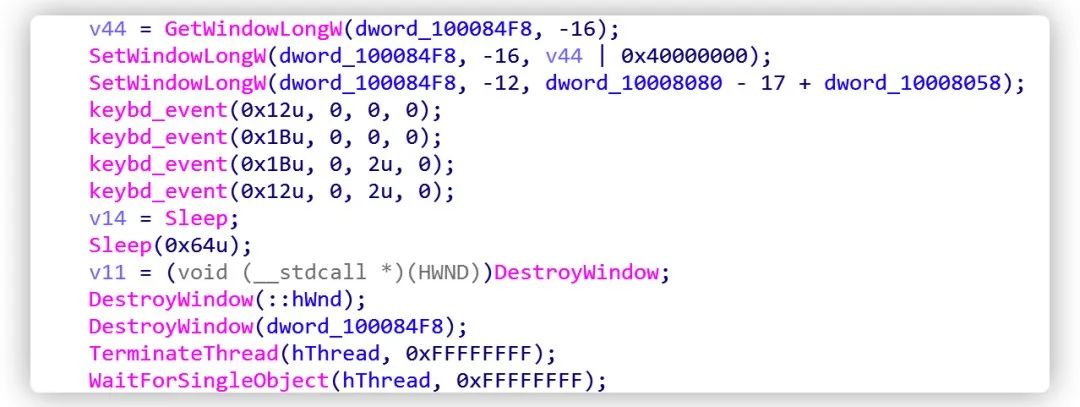 v44 = GetWindowLongW(dword_100084F8, -16);
SetWindowLongW(dword_100084F8, -16, v44 | 0x40000000);
SetWindowLongW(dword_100084F8, -12, dword_10008080 - 17 + dword_10008058);
keybd_event(0x12u, 0, 0, 0);
keybd_event(0x1Bu, 0, 0, 0);
keybd_event(0x1Bu, 0, 2u, 0);
keybd_event(0x12u, 0, 2u, 0);
v14 = Sleep;
Sleep(0x64u);
v11 = (void (__stdcall *)(HWND))DestroyWindow;
DestroyWindow(::hWnd);
DestroyWindow(dword_100084F8);
TerminateThread(hThread, 0xFFFFFFFF);
WaitForSingleObject(hThread, 0xFFFFFFFF);